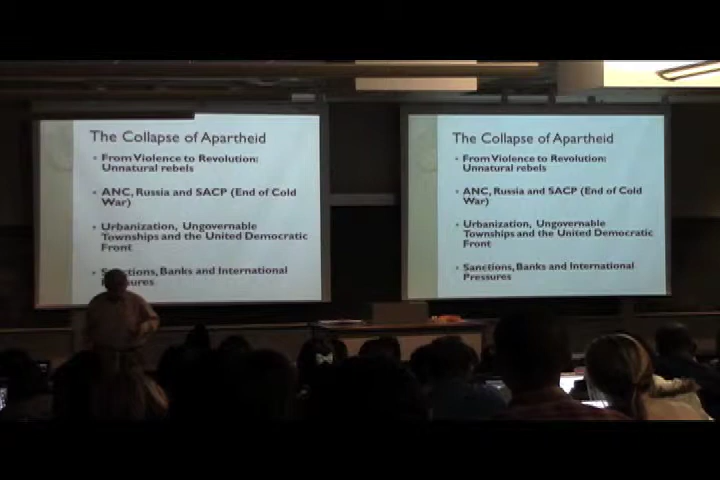 The Collapse of Apartheid
• From Violence to Revolution:
Unnatural rebels
• ANC, Russia and SACP (End of Cold
War)
• Urbanization, Ungovernable
Townships and the United Democratic
Front
• Sanctions, Banks and International
Pressures
The Collapse of Apartheid
• From Violence to Revolution:
Unnatural rebels
• ANC, Russia and SACP (End of Cold
War)
• Urbanization, Ungovernable
Townships and the United Democratic
Front
• Sanctions, Banks and International
Pressures